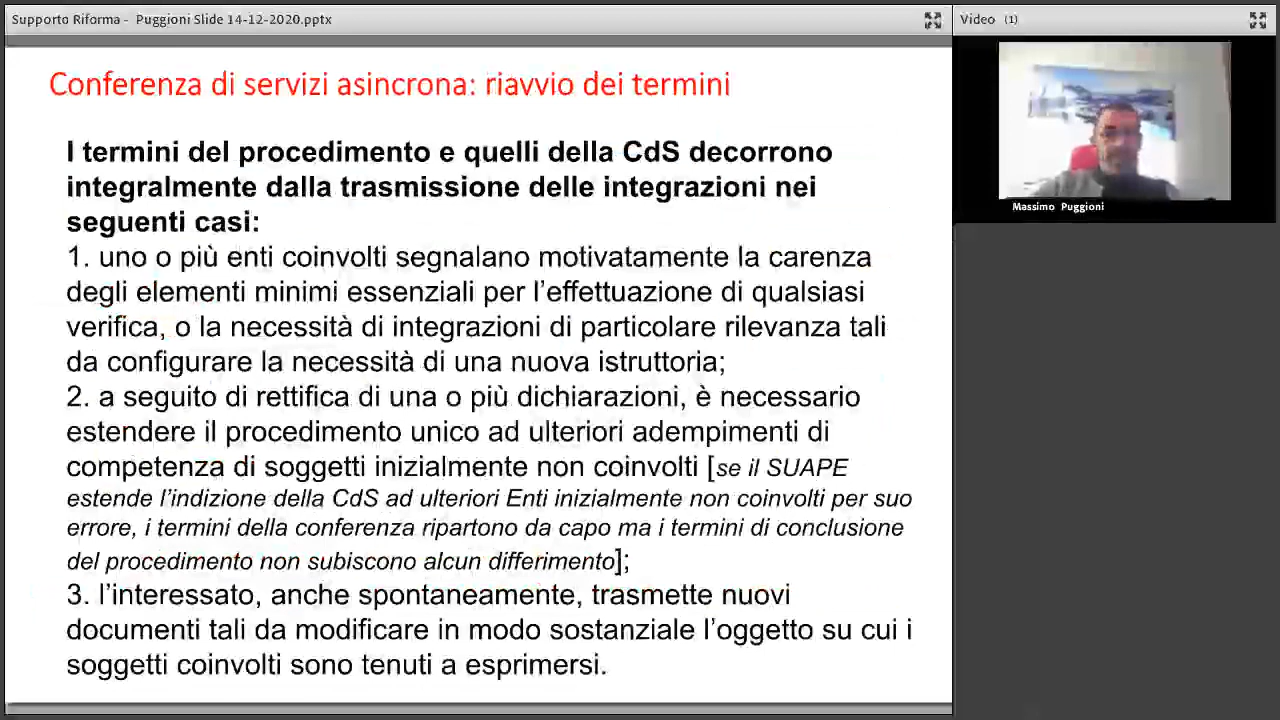 Supporto Riforma - Puggioni Slide 14-12-2020.pptx
Video (1)
Conferenza di servizi asincrona: riavvio dei termini
I termini del procedimento e quelli della CdS decorrono
integralmente dalla trasmissione delle integrazioni nei
seguenti casi:
1. uno o più enti coinvolti segnalano motivatamente la carenza
degli elementi minimi essenziali per l’effettuazione di qualsiasi
verifica, o la necessità di integrazioni di particolare rilevanza tali
da configurare la necessità di una nuova istruttoria;
2. a seguito di rettifica di una o più dichiarazioni, è necessario
estendere il procedimento unico ad ulteriori adempimenti di
competenza di soggetti inizialmente non coinvolti [se il SUAPE
estende l’indizione della CdS ad ulteriori Enti inizialmente non coinvolti per suo
errore, i termini della conferenza ripartono da capo ma i termini di conclusione
del procedimento non subiscono alcun differimento];
3. l’interessato, anche spontaneamente, trasmette nuovi
documenti tali da modificare in modo sostanziale l’oggetto su cui i
soggetti coinvolti sono tenuti a esprimersi.
Massimo Puggioni